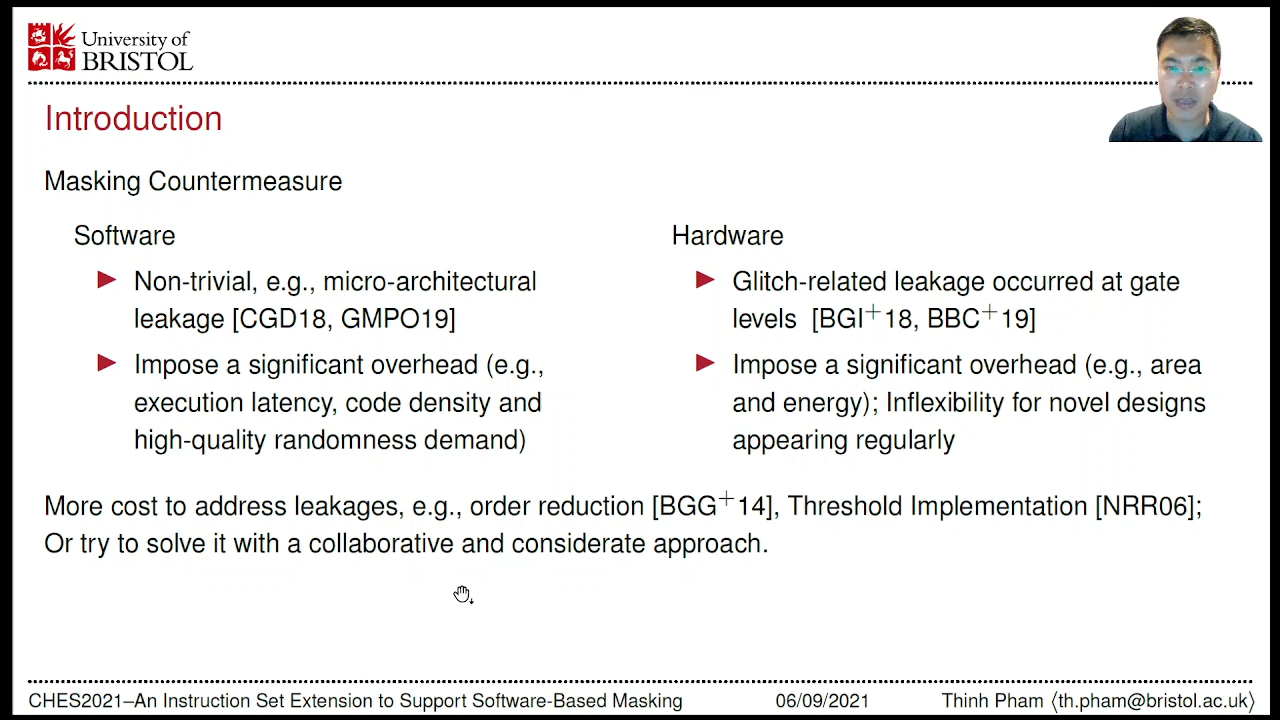 University of
BRISTOL
Introduction
Masking Countermeasure
Software
▶ Non-trivial, e.g., micro-architectural
leakage [CGD18, GMPO19]
▶ Impose a significant overhead (e.g.,
execution latency, code density and
high-quality randomness demand)
Hardware
▶ Glitch-related leakage occurred at gate
levels [BGI+18, BBC+19]
▶ Impose a significant overhead (e.g., area
and energy); Inflexibility for novel designs
appearing regularly
More cost to address leakages, e.g., order reduction [BGG+14], Threshold Implementation [NRR06];
Or try to solve it with a collaborative and considerate approach.
CHES2021–An Instruction Set Extension to Support Software-Based Masking 06/09/2021 Thinh Pham ⟨th.pham@bristol.ac.uk⟩